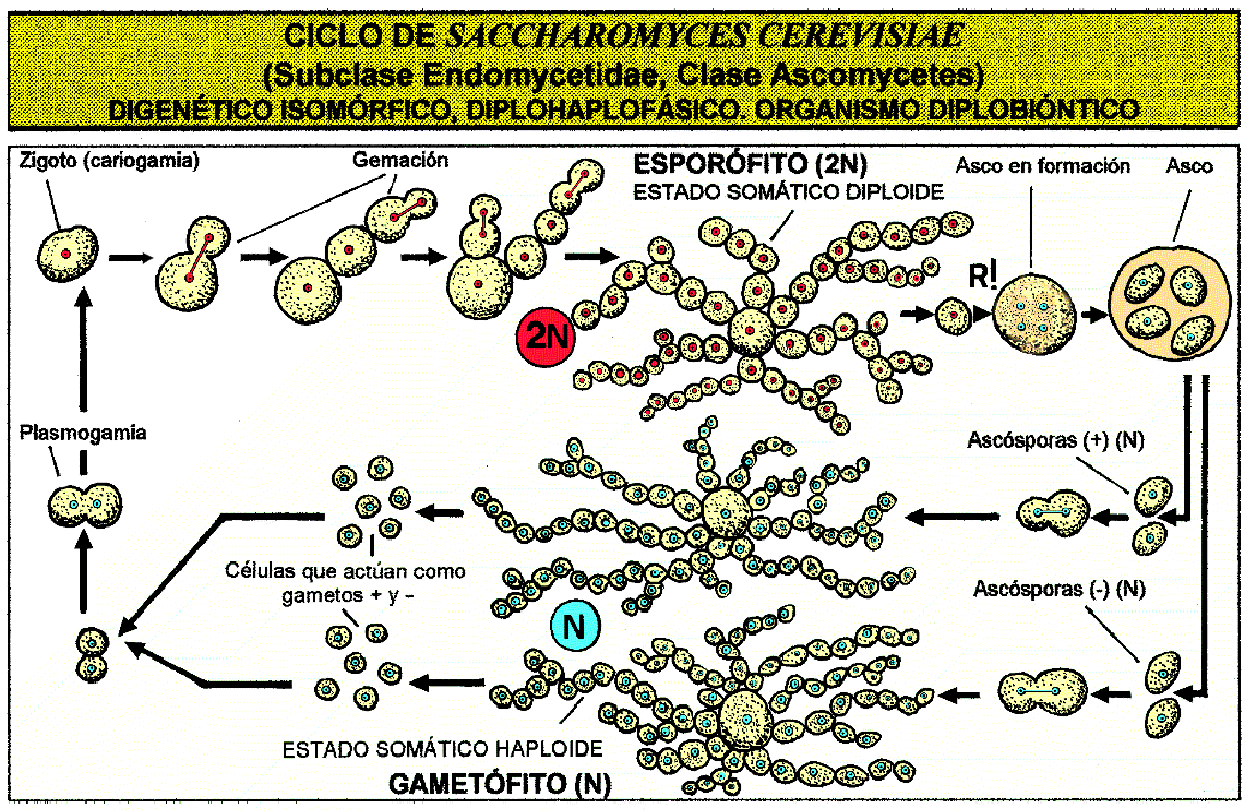 CICLO DE SACCHAROMYCES CEREVISIAE
(Subclase Endomycetidae, Clase Ascomycetes)
DIGENÉTICO ISOMÓRFICO, DIPLOHAPLOFÁSICO. ORGANISMO DIPLOBIÓNTICO
Zigoto (cariogamia)
Gemación
ESPORÓFITO (2N)
ESTADO SOMÁTICO DIPLOIDE
Asco en formación
Asco
R!
2N
Plasmogamia
Ascósporas (+) (N)
Células que actúan como
gametos + y -
N
Ascósporas (-) (N)
ESTADO SOMÁTICO HAPLOIDE
GAMETÓFITO (N)